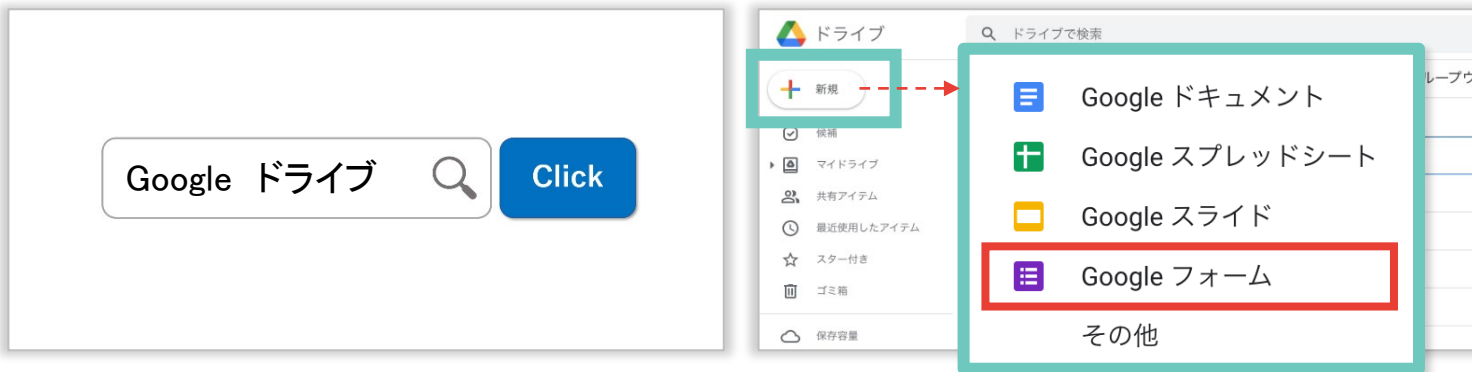 Google ドライブ
Click
ドライブ
ドライブで検索
新規
候補
マイドライブ
共有アイテム
最近使用したアイテム
スター付き
ゴミ箱
保存容量
Google ドキュメント
Google スプレッドシート
Google スライド
Google フォーム
その他
ループウ